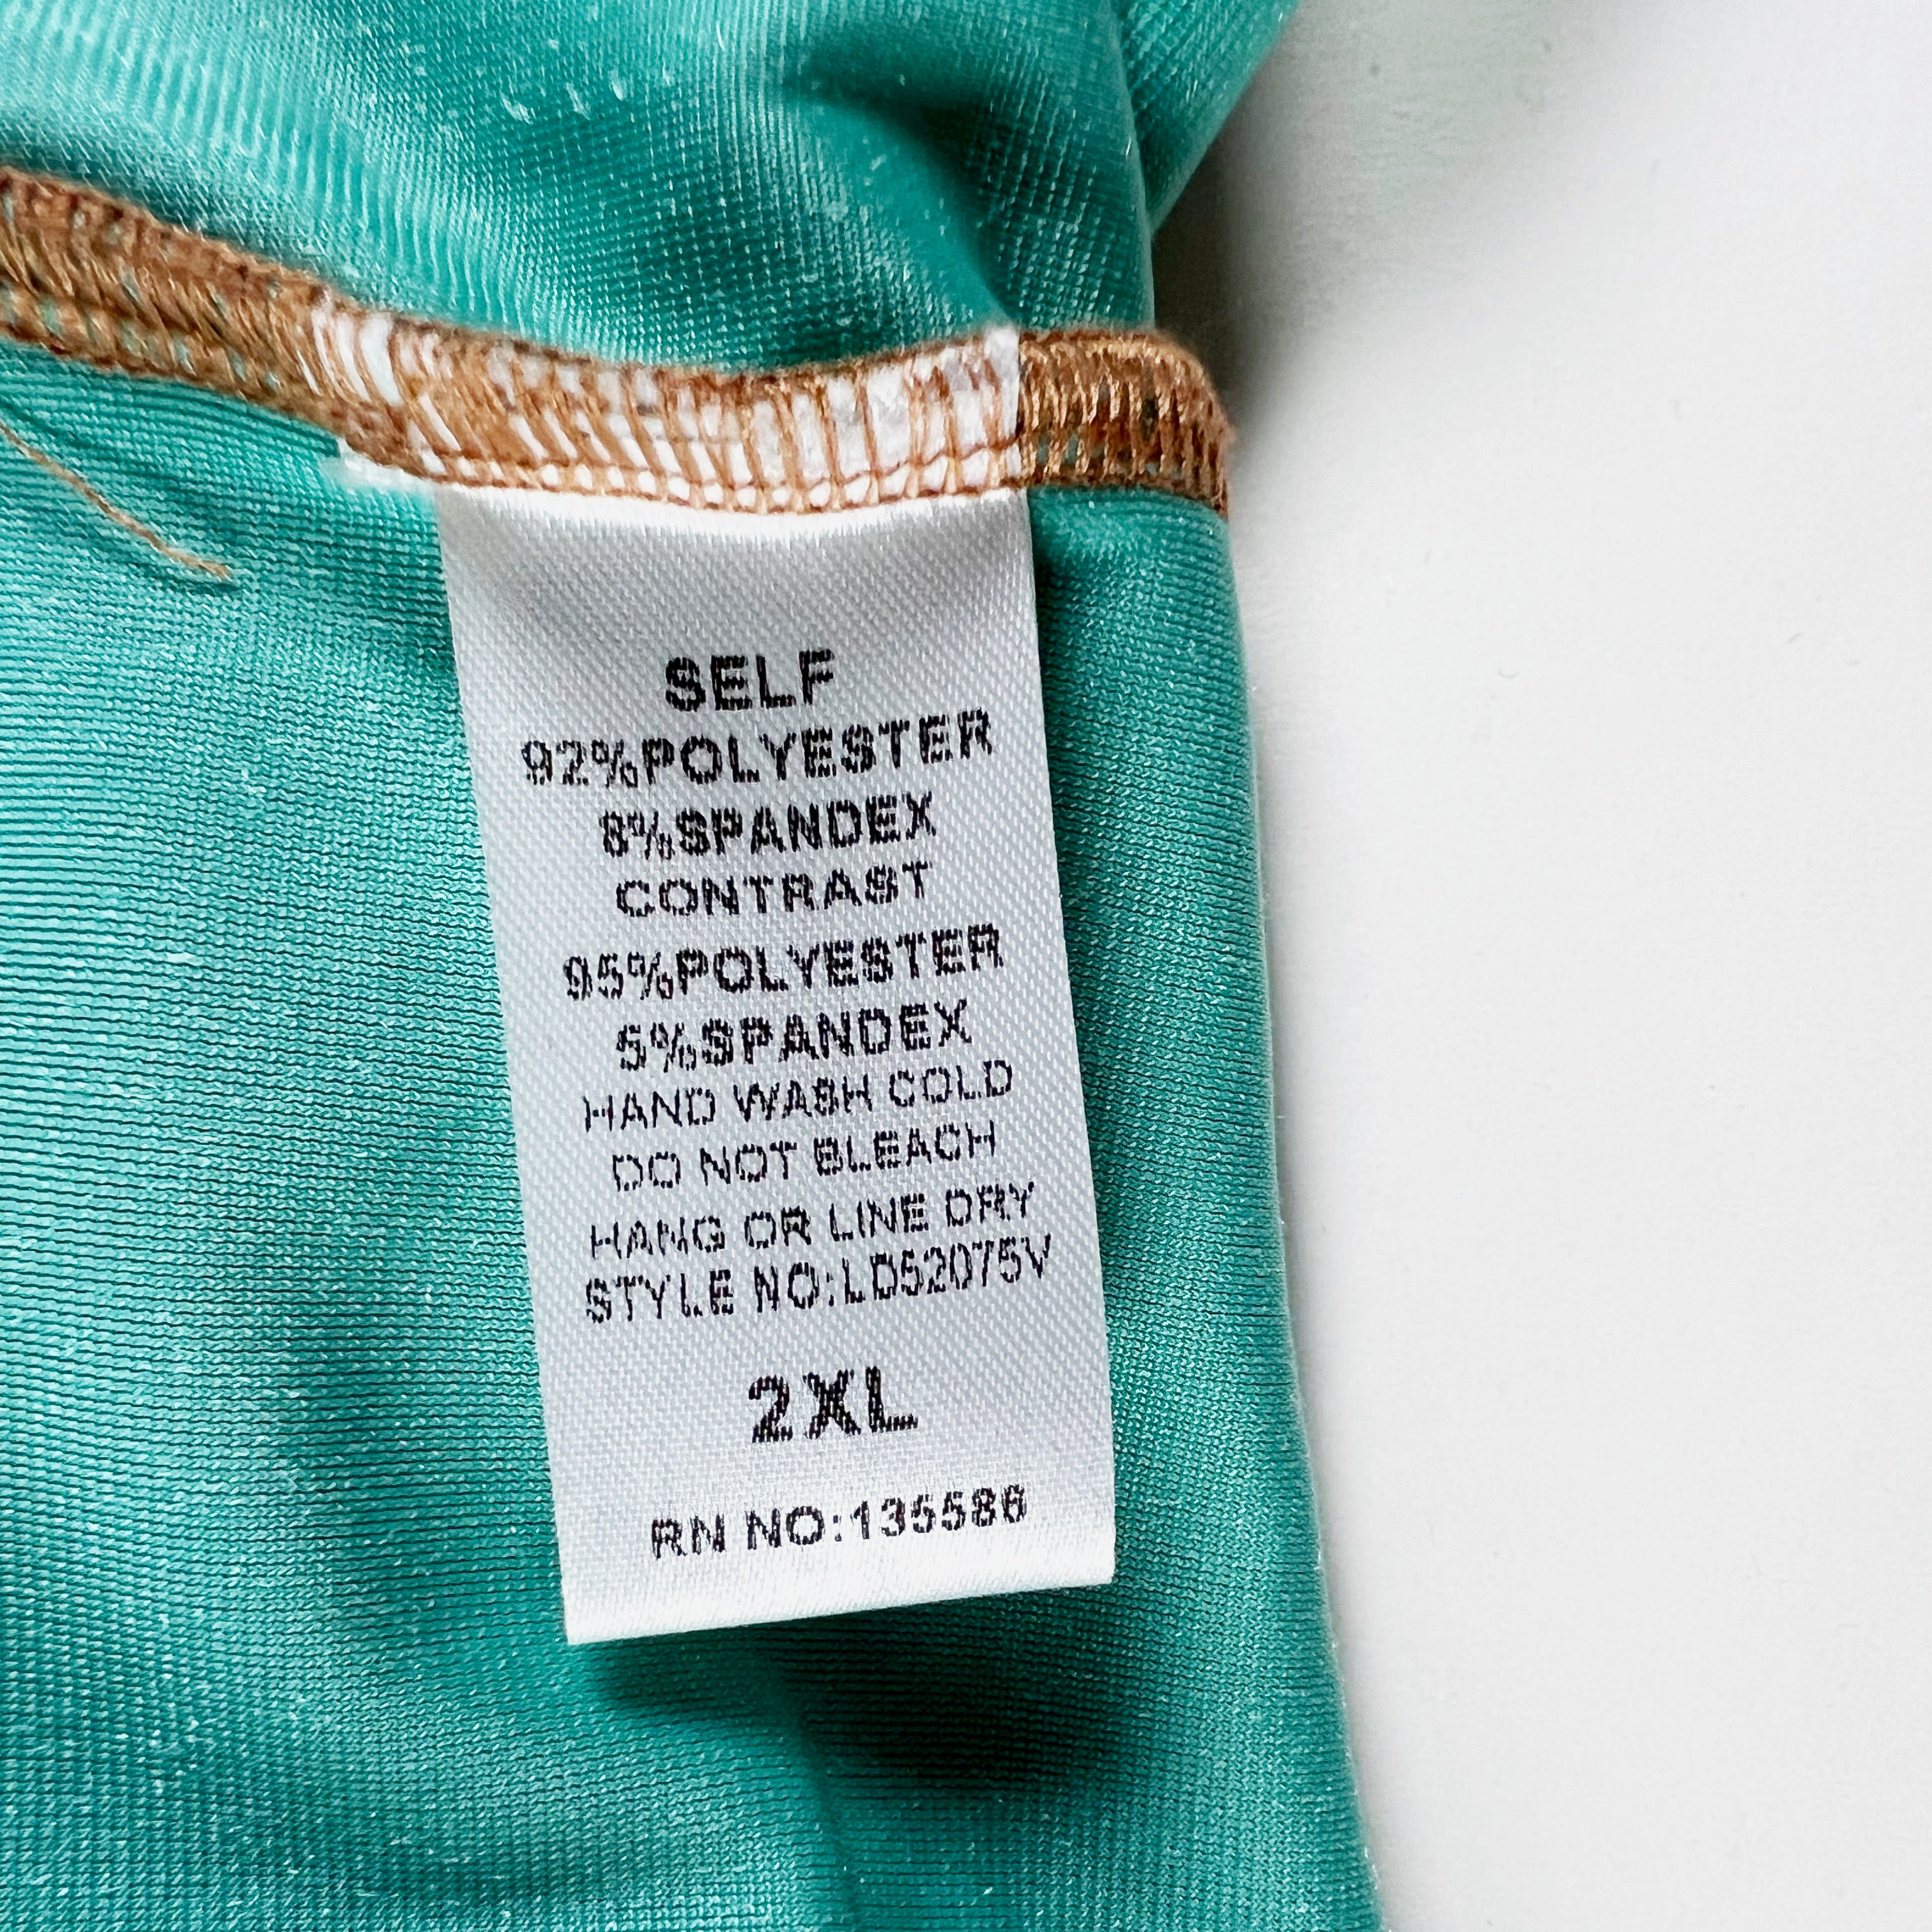 SELF
92%POLYESTER
8%SPANDEX
CONTRAST
95%POLYESTER
5%SPANDEX
HAND WASH COLD
DO NOT BLEACH
HANG OR LINE DRY
STYLE NO:LD52075V
2XL
RN NO:135586